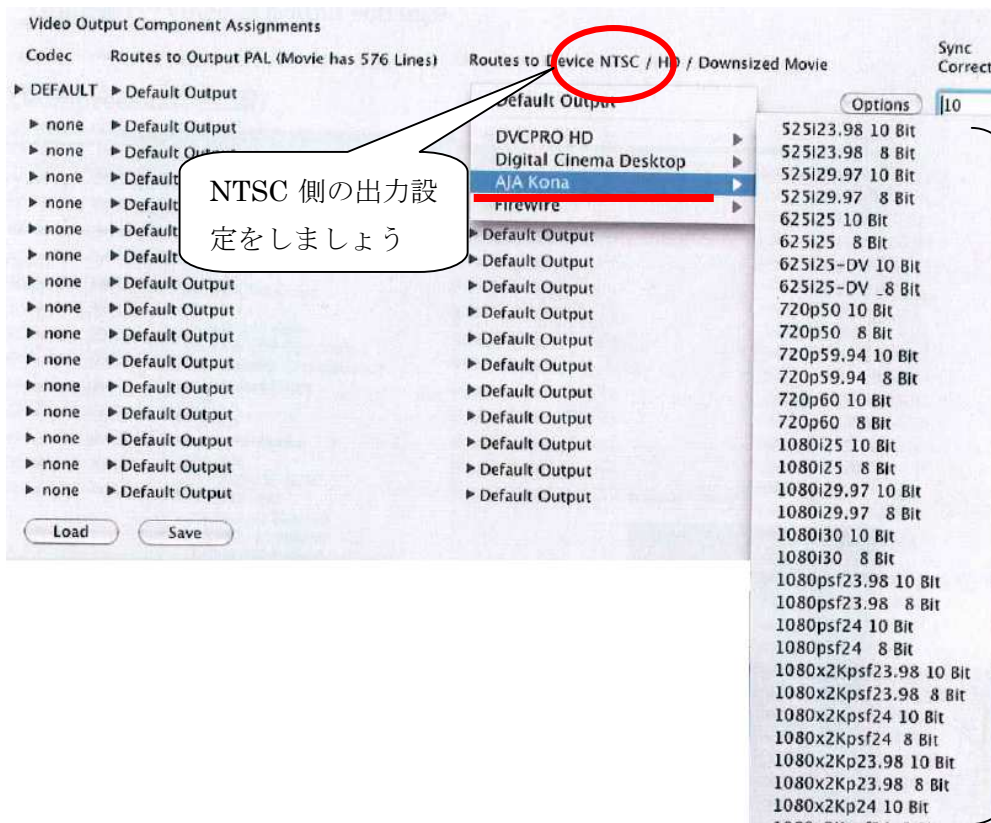 Video Output Component Assignments
Codec Routes to Output PAL (Movie has 576 Lines) Routes to Device NTSC / HD / Downsized Movie Sync Correct
DEFAULT Default Output Default Output Options 10
none Default Output
none Default Output
none Default
none Default
none Default
none Default
none Default Output
none Default Output
none Default Output
none Default Output
none Default Output
none Default Output
none Default Output
none Default Output
none Default Output
Load Save
NTSC 側の出力設
定をしましょう
DVCPRO HD
Digital Cinema Desktop
AJA Kona
FireWire
Default Output
Default Output
Default Output
Default Output
Default Output
Default Output
Default Output
Default Output
Default Output
Default Output
Default Output
525i23.98 10 Bit
525i23.98 8 Bit
525i29.97 10 Bit
525i29.97 8 Bit
625i25 10 Bit
625i25 8 Bit
625i25-DV 10 Bit
625i25-DV _8 Bit
720p50 10 Bit
720p50 8 Bit
720p59.94 10 Bit
720p59.94 8 Bit
720p60 10 Bit
720p60 8 Bit
1080i25 10 Bit
1080i25 8 Bit
1080i29.97 10 Bit
1080i29.97 8 Bit
1080i30 10 Bit
1080i30 8 Bit
1080psf23.98 10 Bit
1080psf23.98 8 Bit
1080psf24 10 Bit
1080psf24 8 Bit
1080x2Kpsf23.98 10 Bit
1080x2Kpsf23.98 8 Bit
1080x2Kpsf24 10 Bit
1080x2Kpsf24 8 Bit
1080x2Kp23.98 10 Bit
1080x2Kp23.98 8 Bit
1080x2Kp24 10 Bit